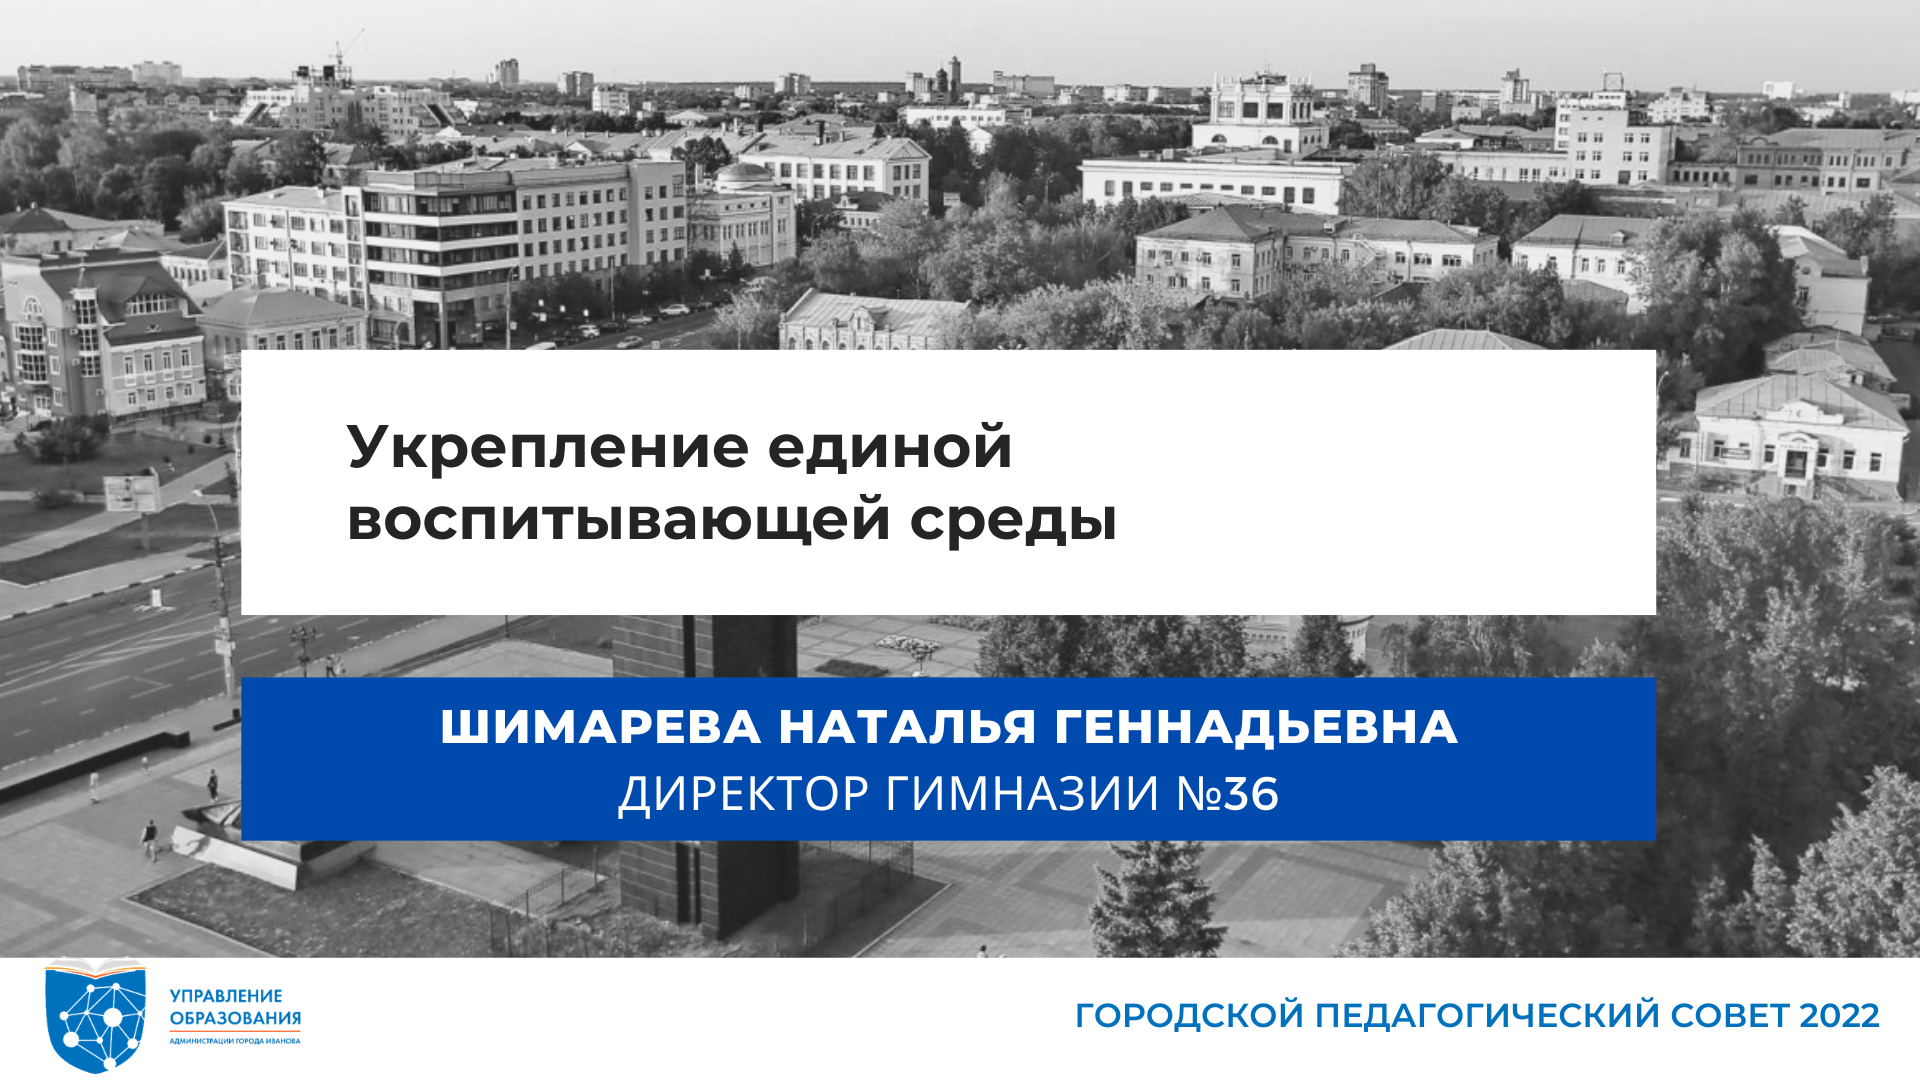 Укрепление единой
воспитывающей среды
ШИМАРЕВА НАТАЛЬЯ ГЕННАДЬЕВНА
ДИРЕКТОР ГИМНАЗИИ №36
УПРАВЛЕНИЕ
ОБРАЗОВАНИЯ
АДМИНИСТРАЦИИ ГОРОДА ИВАНОВА
ГОРОДСКОЙ ПЕДАГОГИЧЕСКИЙ СОВЕТ 2022